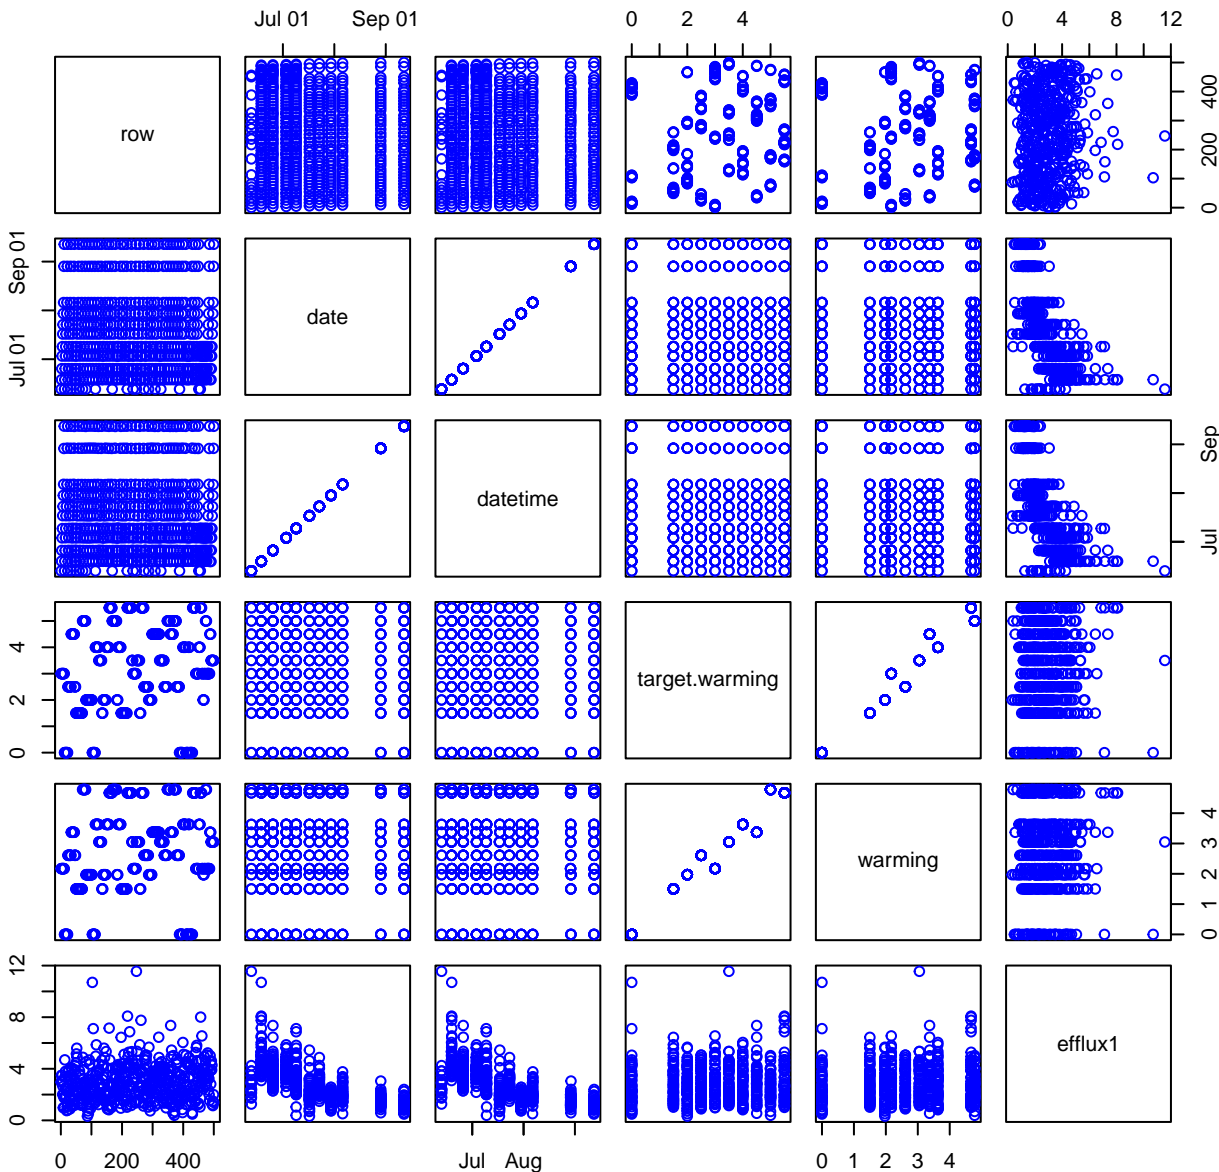 Jul 01 Sep 01
0 2 4
0 4 8 12
row
0 200 400
Jul 01 Sep 01
date
datetime
Jul Sep
0 2 4
target.warming
warming
0 1 2 3 4
0 4 8 12
efflux1
0 200 400
Jul Aug
0 1 2 3 4